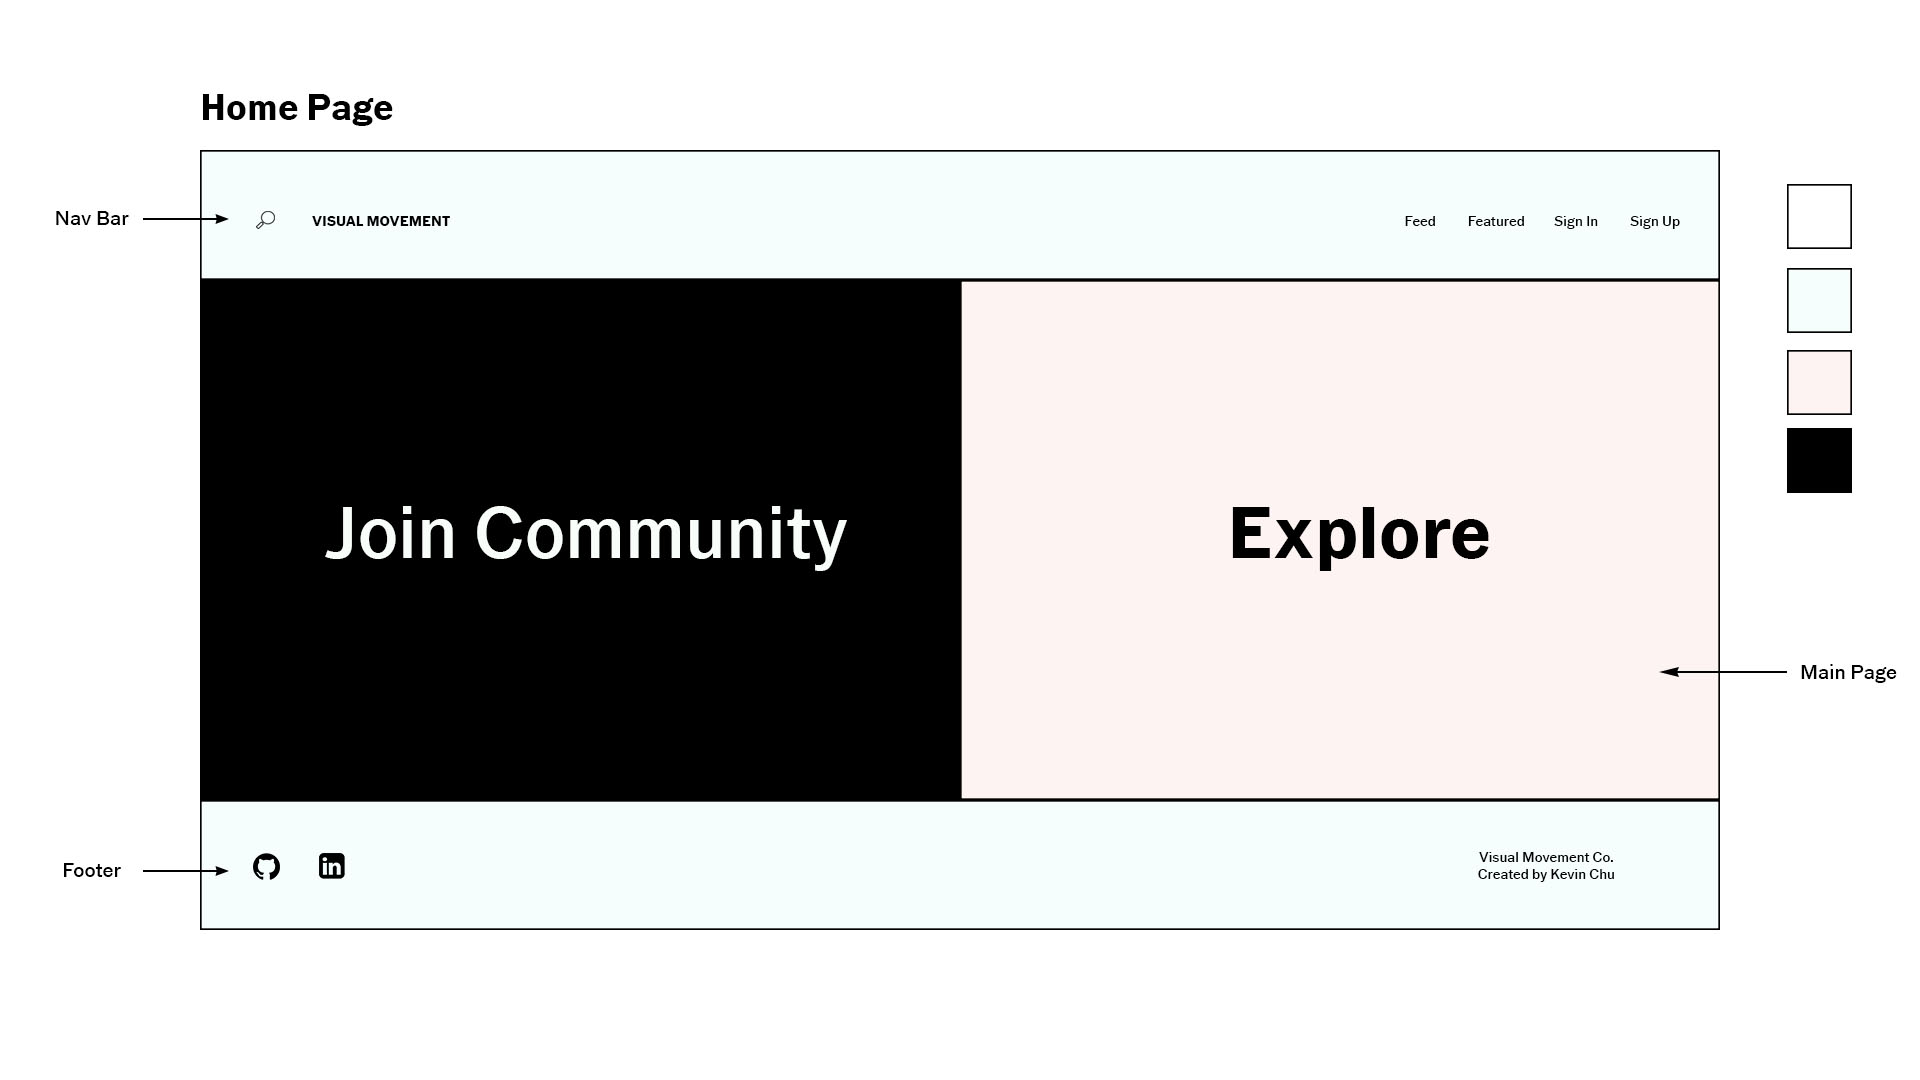 Home Page
Nav Bar
VISUAL MOVEMENT
Feed
Featured
Sign In
Sign Up
Join Community
Explore
Main Page
Footer
in
Visual Movement Co.
Created by Kevin Chu